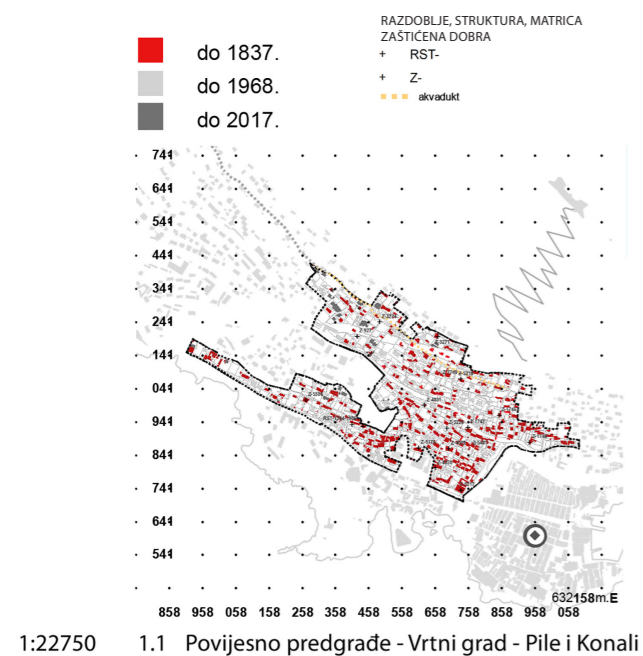 RAZDOBLJE, STRUKTURA, MATRICA
ZAŠTIĆENA DOBRA
+ RST-
+ Z-
akvadukt
do 1837.
do 1968.
do 2017.
741
641
541
441
341
241
141
041
941
841
741
641
541
632158m.E
858 958 058 158 258 358 458 558 658 758 858 958 058
1:22750 1.1 Povijesno predgrađe - Vrtni grad - Pile i Konali